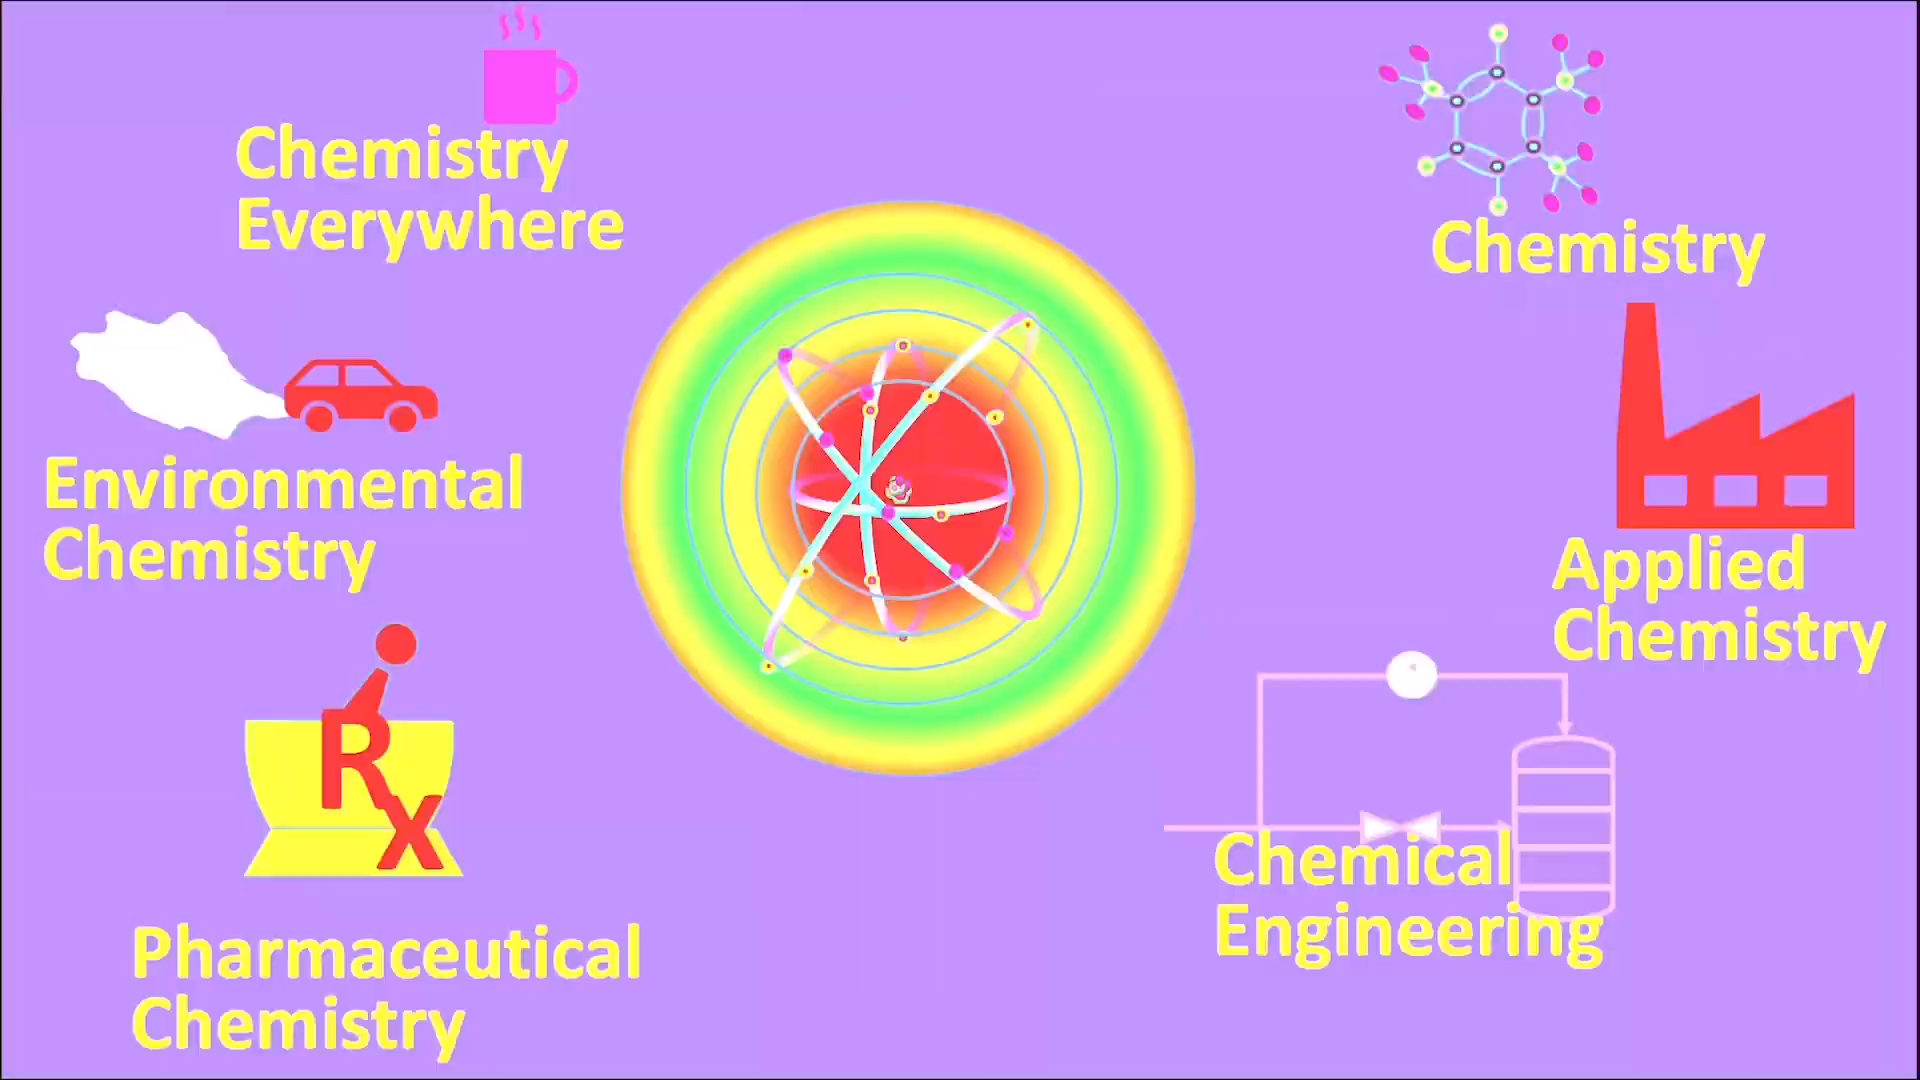 Chemistry
Everywhere
Chemistry
Environmental
Chemistry
Applied
Chemistry
Rx
Chemical
Engineering
Pharmaceutical
Chemistry